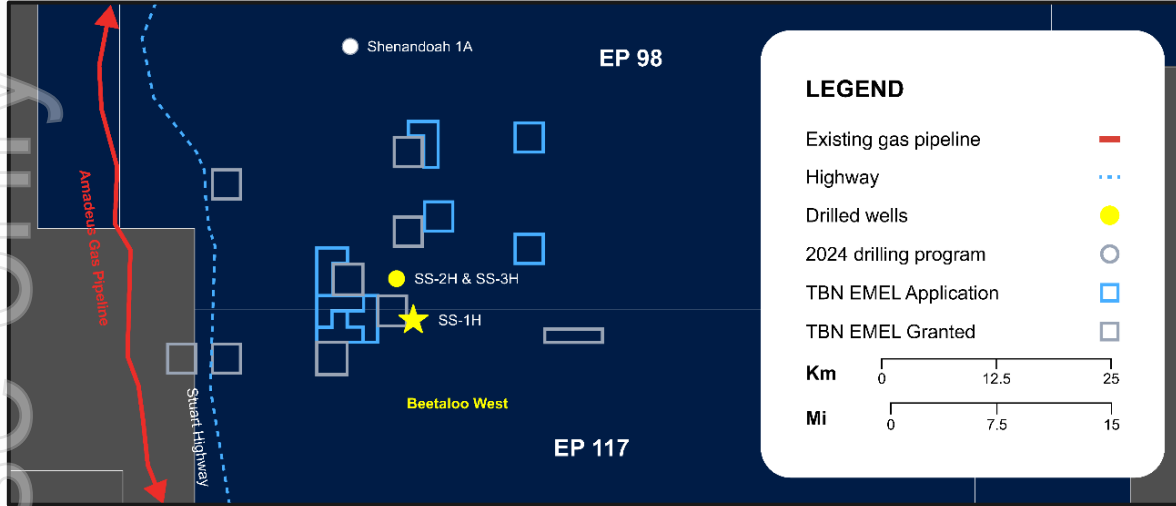 Shenandoah 1A
EP 98
Amadeus Gas Pipeline
SS-2H & SS-3H
SS-1H
Beetaloo West
Stuart Highway
EP 117
LEGEND
Existing gas pipeline
Highway
Drilled wells
2024 drilling program
TBN EMEL Application
TBN EMEL Granted
Km
0 12.5 25
Mi
0 7.5 15